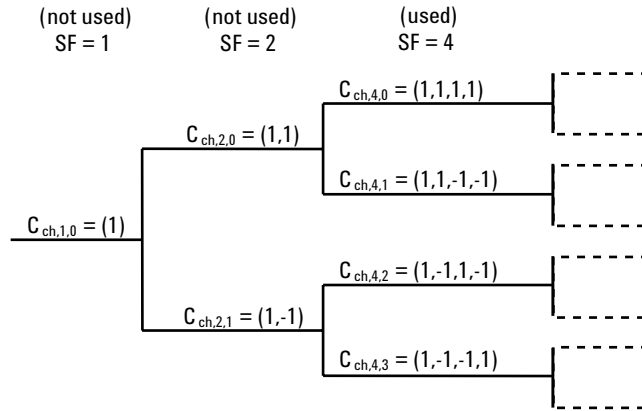 (not used) (not used) (used)
SF = 1 SF = 2 SF = 4
C ch,4,0 = (1,1,1,1)
C ch,2,0 = (1,1)
C ch,4,1 = (1,1,-1,-1)
C ch,1,0 = (1)
C ch,4,2 = (1,-1,1,-1)
C ch,2,1 = (1,-1)
C ch,4,3 = (1,-1,-1,1)